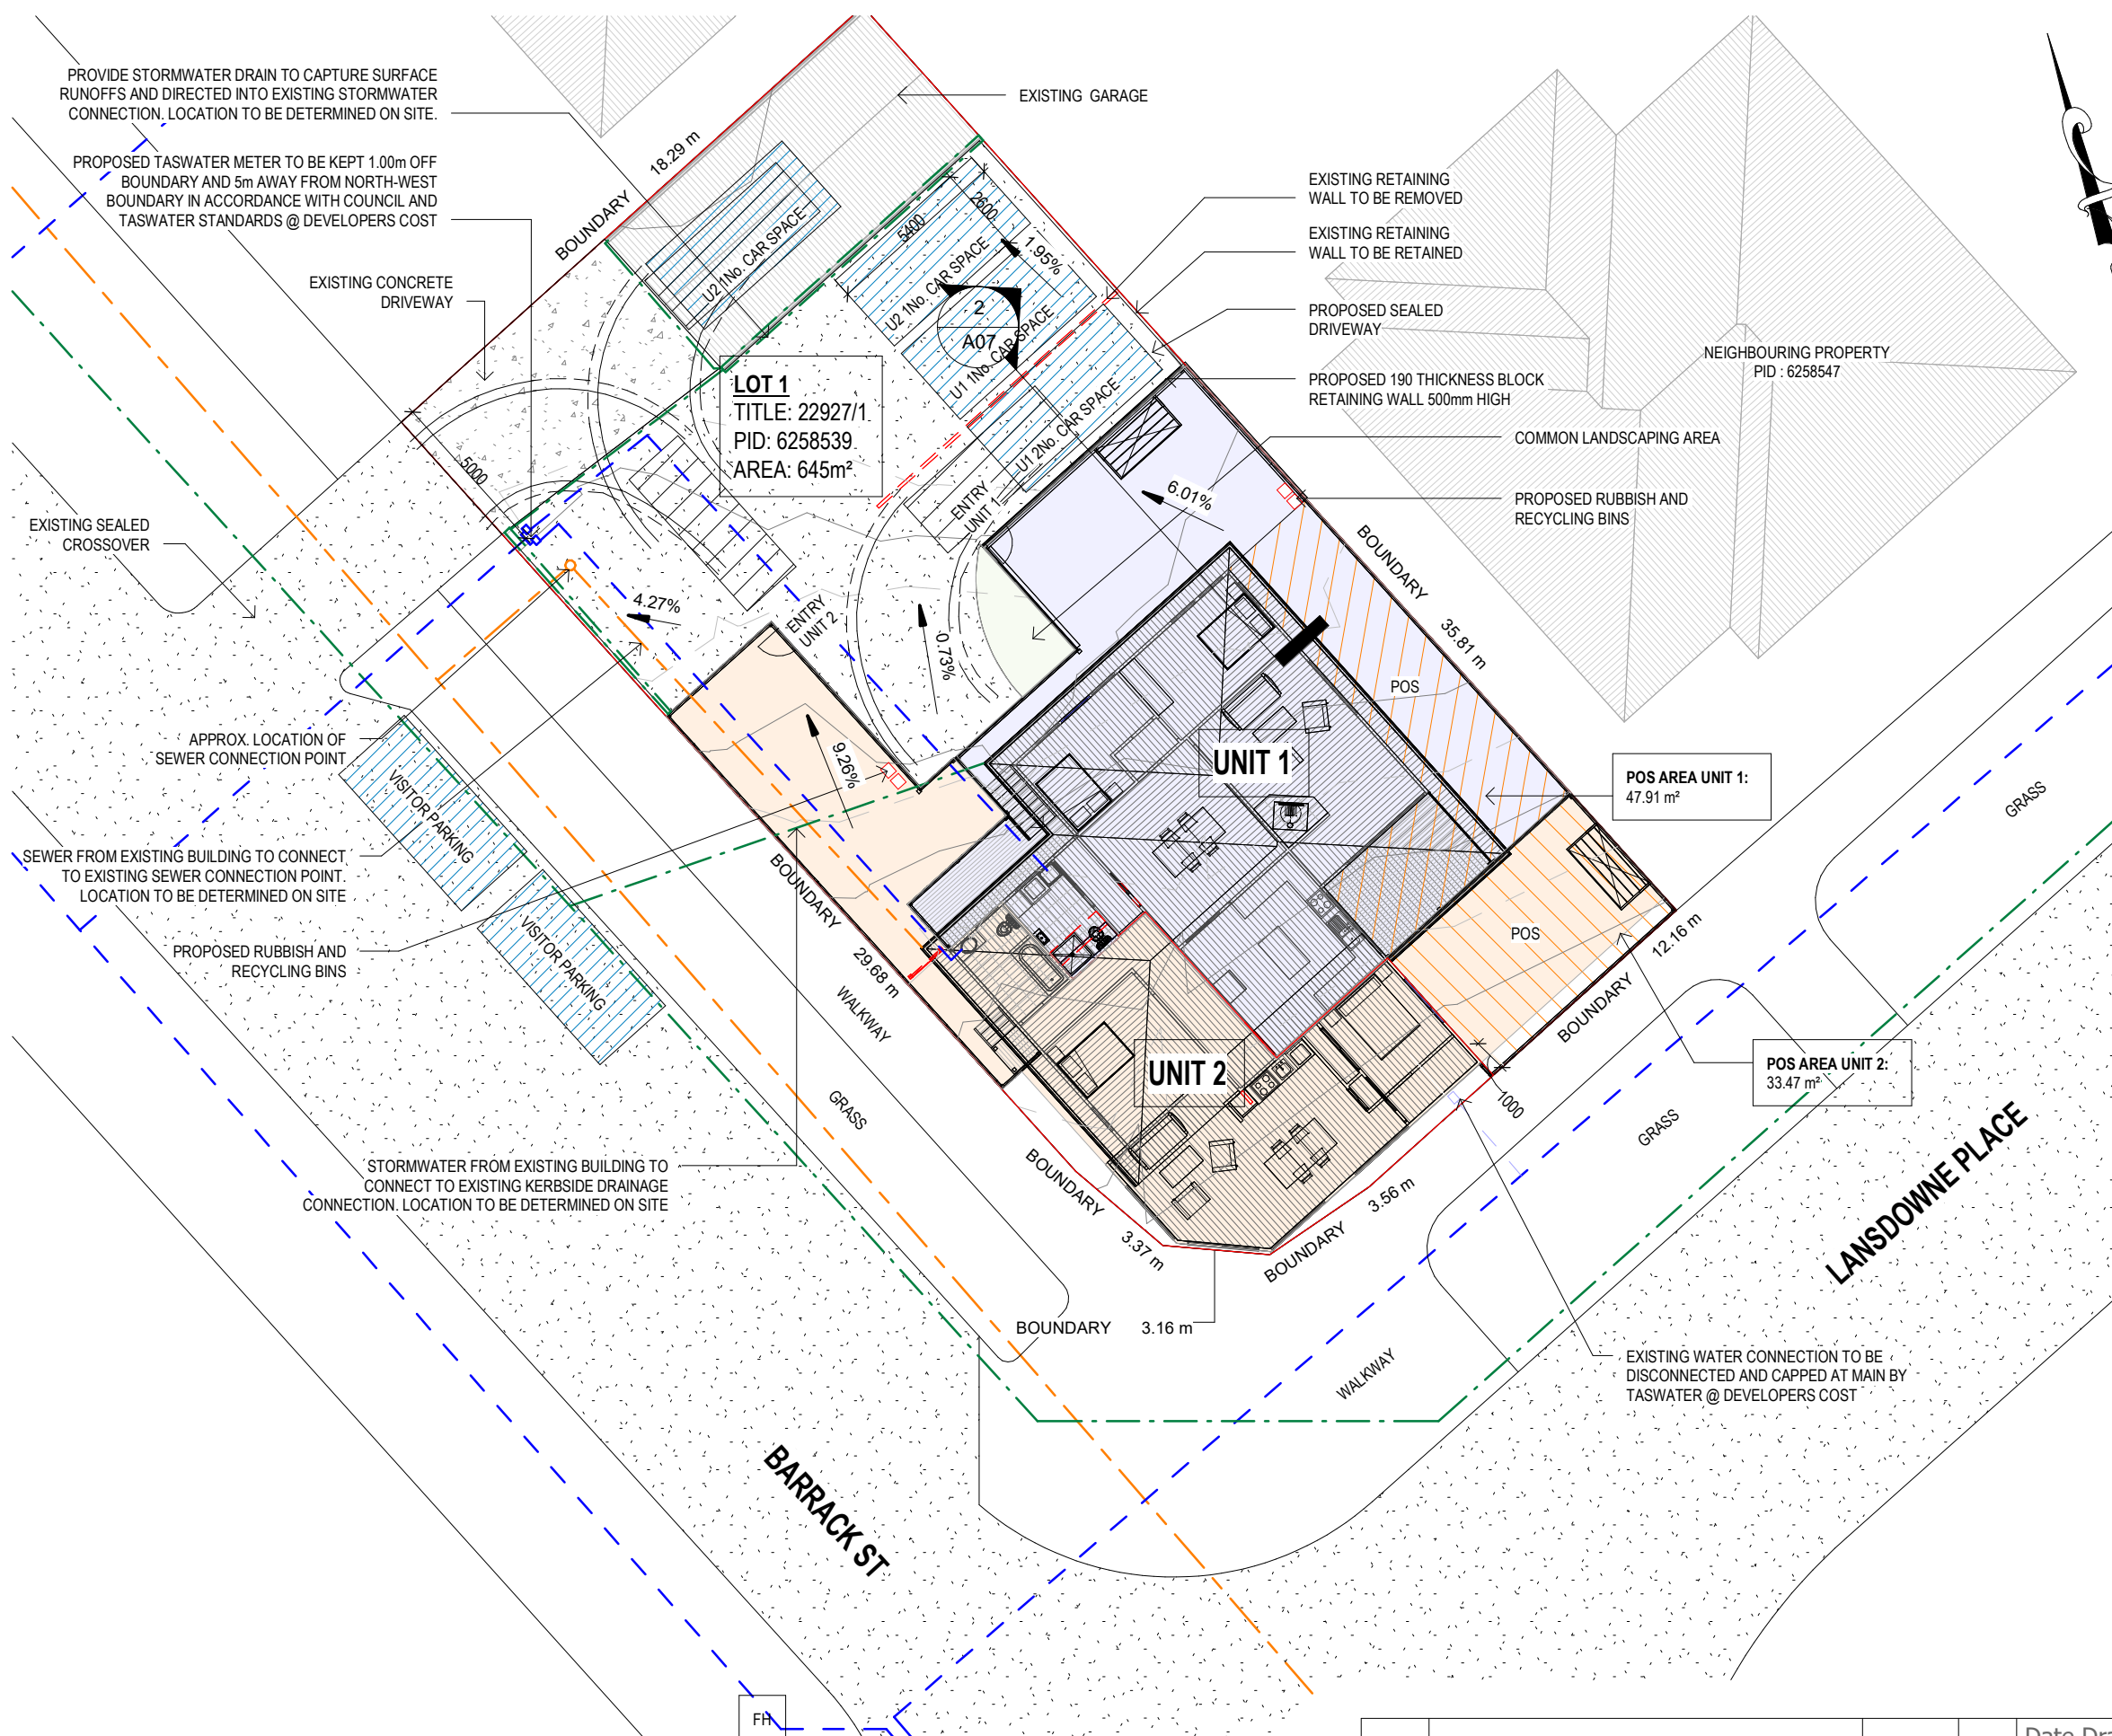 PROVIDE STORMWATER DRAIN TO CAPTURE SURFACE
RUNOFFS AND DIRECTED INTO EXISTING STORMWATER
CONNECTION. LOCATION TO BE DETERMINED ON SITE.
PROPOSED TASWATER METER TO BE KEPT 1.00m OFF
BOUNDARY AND 5m AWAY FROM NORTH-WEST
BOUNDARY IN ACCORDANCE WITH COUNCIL AND
TASWATER STANDARDS @ DEVELOPERS COST
EXISTING CONCRETE
DRIVEWAY
EXISTING SEALED
CROSSOVER
APPROX. LOCATION OF
SEWER CONNECTION POINT
SEWER FROM EXISTING BUILDING TO CONNECT
TO EXISTING SEWER CONNECTION POINT.
LOCATION TO BE DETERMINED ON SITE
PROPOSED RUBBISH AND
RECYCLING BINS
STORMWATER FROM EXISTING BUILDING TO
CONNECT TO EXISTING KERBSIDE DRAINAGE
CONNECTION. LOCATION TO BE DETERMINED ON SITE
BOUNDARY
18.29 m
EXISTING GARAGE
U2 1No. CAR SPACE
5400
2600
1.95%
U2 1No. CAR SPACE
2
A07
U1 1No. CAR SPACE
U1 2No. CAR SPACE
LOT 1
TITLE: 22927/1
PID: 6258539
AREA: 645m²
5000
ENTRY
UNIT 1
6.01%
4.27%
ENTRY
UNIT 2
0.73%
9.26%
EXISTING RETAINING
WALL TO BE REMOVED
EXISTING RETAINING
WALL TO BE RETAINED
PROPOSED SEALED
DRIVEWAY
PROPOSED 190 THICKNESS BLOCK
RETAINING WALL 500mm HIGH
COMMON LANDSCAPING AREA
PROPOSED RUBBISH AND
RECYCLING BINS
NEIGHBOURING PROPERTY
PID : 6258547
BOUNDARY
35.81 m
POS
UNIT 1
POS AREA UNIT 1:
47.91 m²
GRASS
VISITOR PARKING
VISITOR PARKING
BOUNDARY
29.68 m
WALKWAY
GRASS
POS
12.16 m
BOUNDARY
POS AREA UNIT 2:
33.47 m²
UNIT 2
1000
GRASS
BOUNDARY
3.37 m
3.56 m
BOUNDARY
BOUNDARY 3.16 m
WALKWAY
LANSDOWNE PLACE
EXISTING WATER CONNECTION TO BE
DISCONNECTED AND CAPPED AT MAIN BY
TASWATER @ DEVELOPERS COST
BARRACK ST
FH
Date Dra